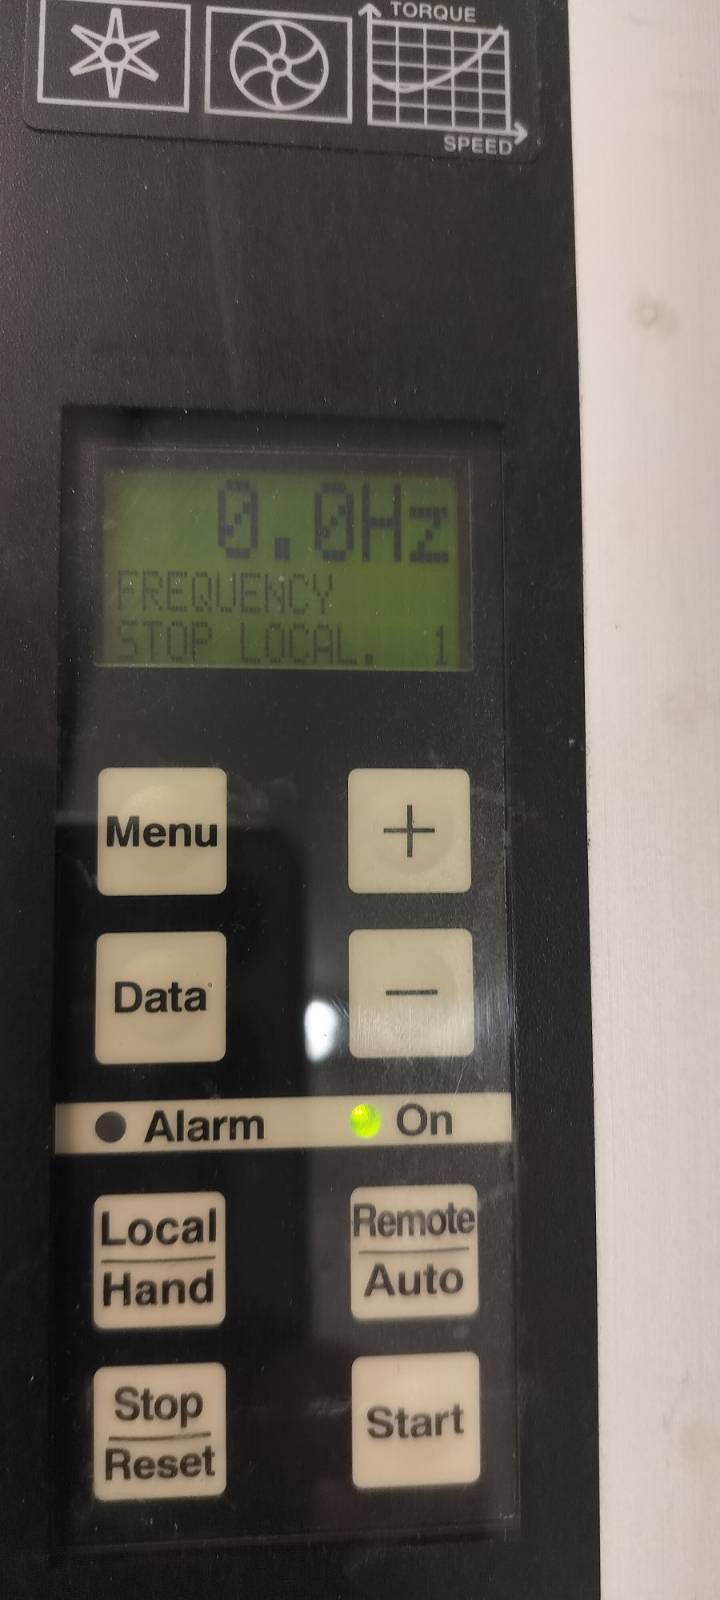 TORQUE
SPEED
0.0Hz
FREQUENCY
STOP LOCAL. 1
Menu
+
Data
−
Alarm
On
Local
Hand
Remote
Auto
Stop
Reset
Start